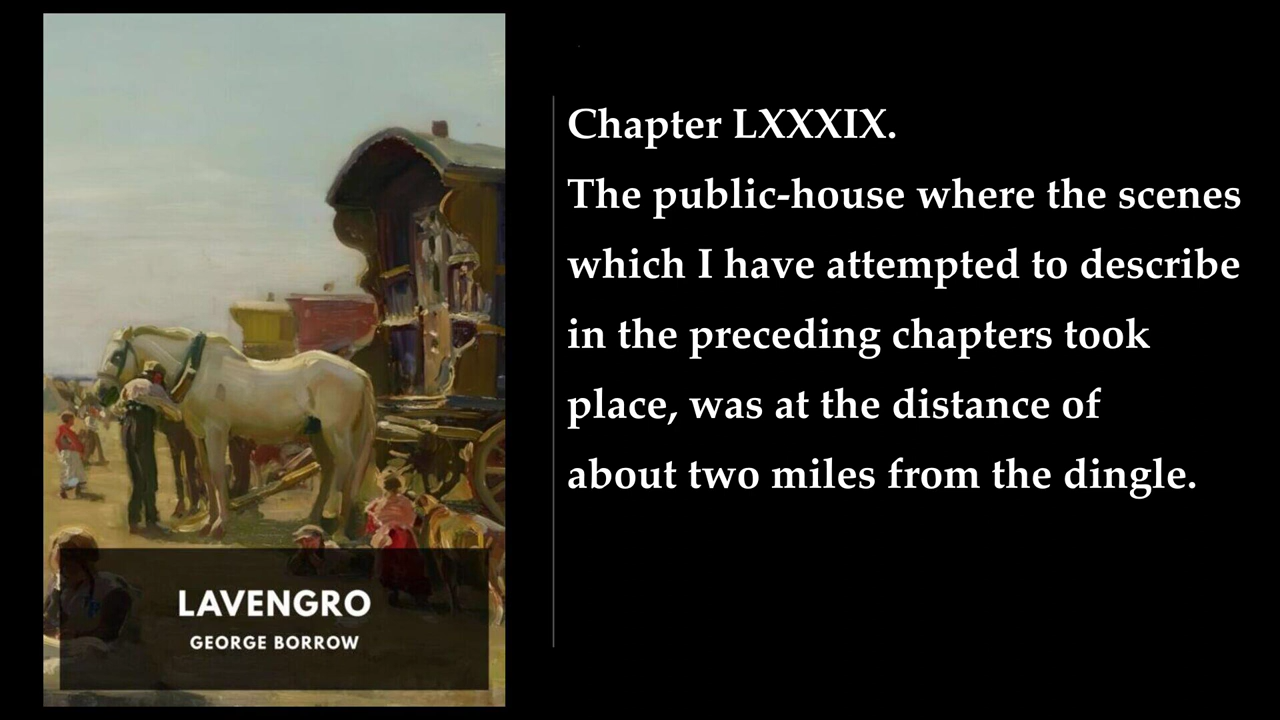 LAVENGRO
GEORGE BORROW
Chapter LXXXIX.
The public-house where the scenes
which I have attempted to describe
in the preceding chapters took
place, was at the distance of
about two miles from the dingle.